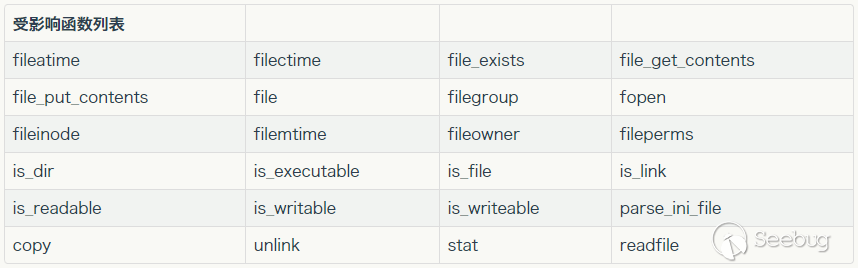 受影响函数列表
fileatime filectime file_exists file_get_contents
file_put_contents file filegroup fopen
fileinode filemtime fileowner fileperms
is_dir is_executable is_file is_link
is_readable is_writable is_writeable parse_ini_file
copy unlink stat readfile
Seebug